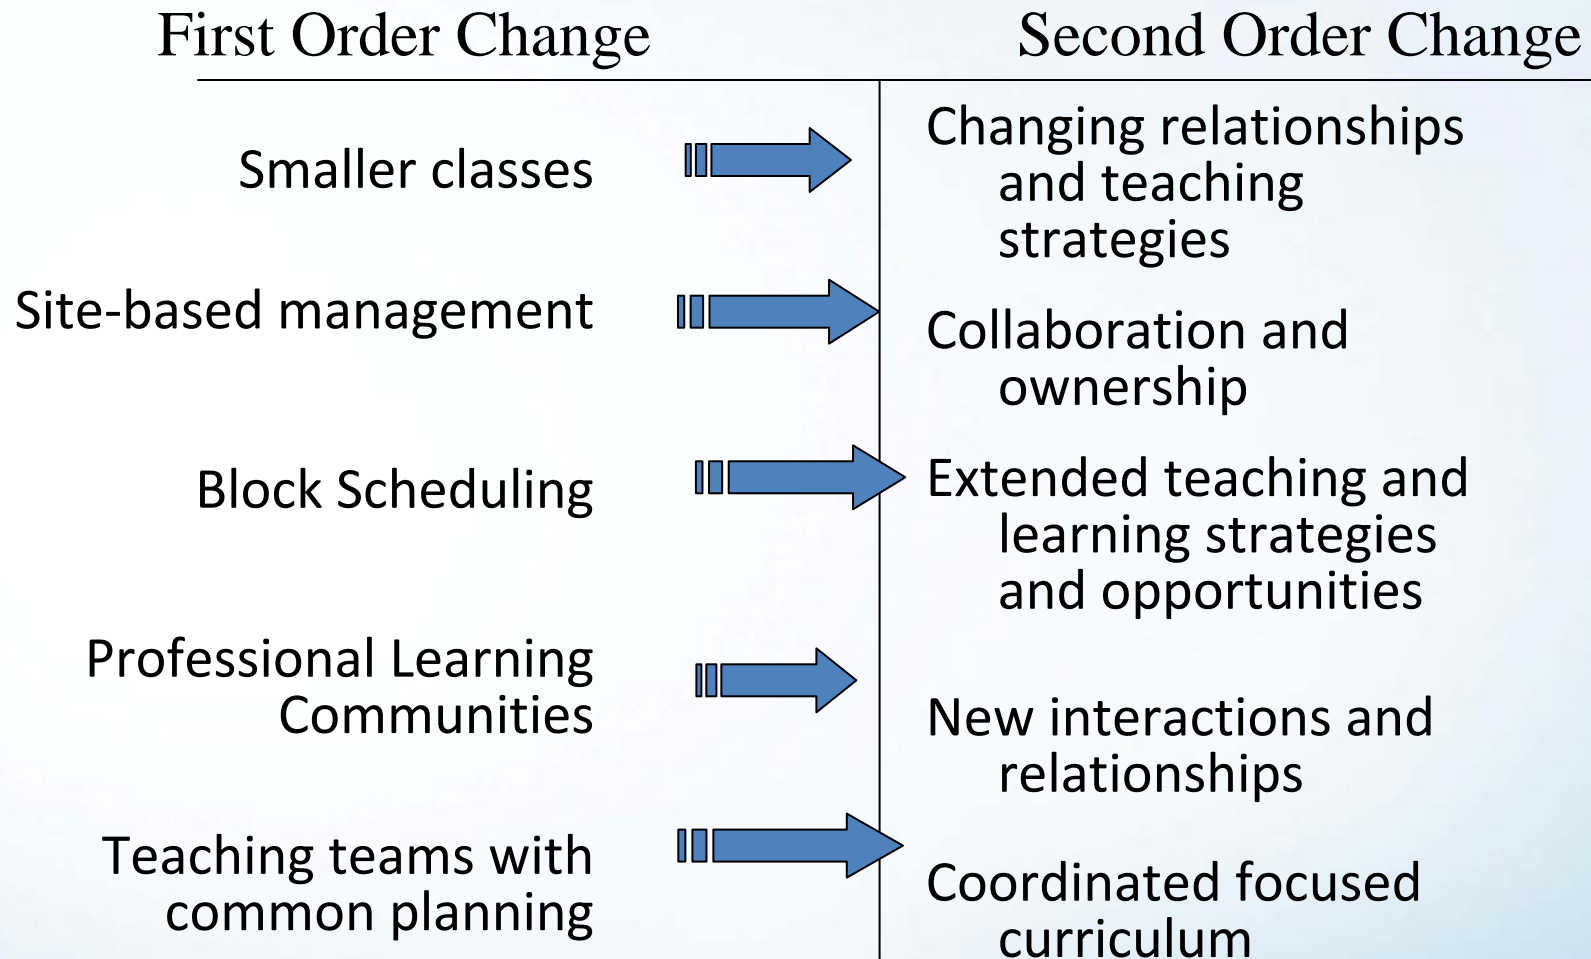 First Order Change
Second Order Change
Smaller classes
Changing relationships
and teaching
strategies
Site-based management
Collaboration and
ownership
Block Scheduling
Extended teaching and
learning strategies
and opportunities
Professional Learning
Communities
New interactions and
relationships
Teaching teams with
common planning
Coordinated focused
curriculum